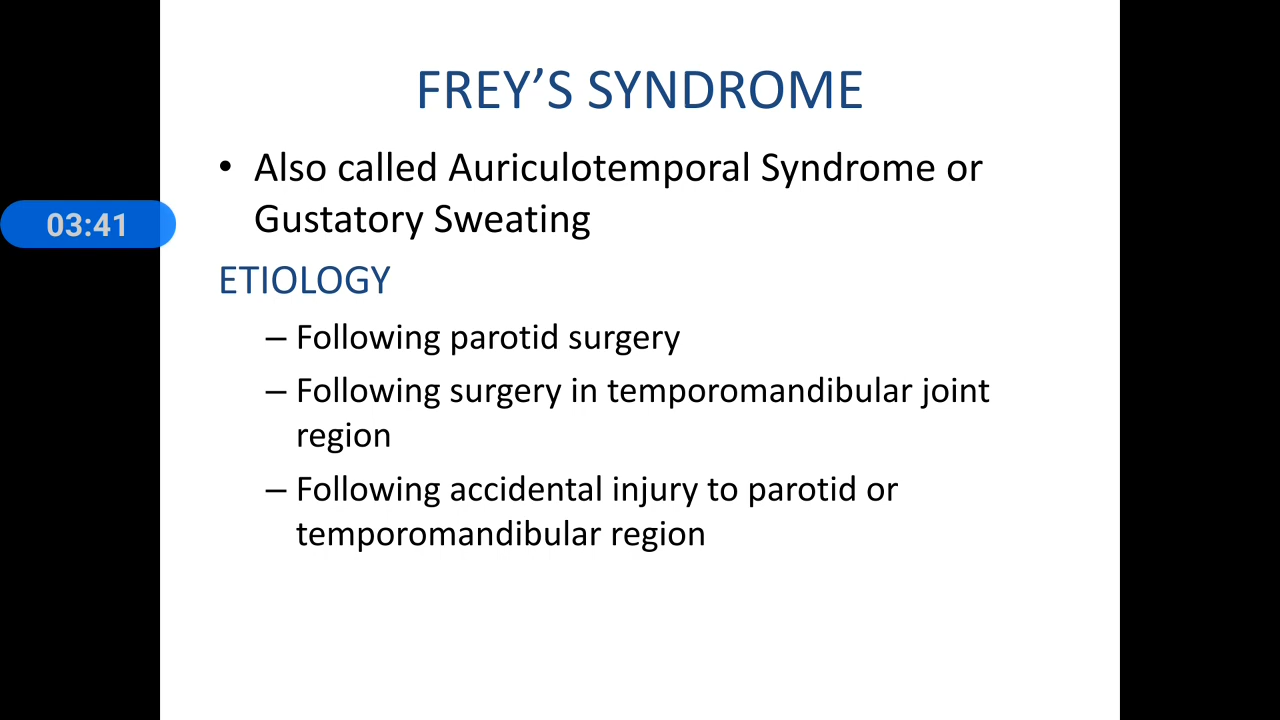 FREY’S SYNDROME
• Also called Auriculotemporal Syndrome or
Gustatory Sweating
03:41
ETIOLOGY
– Following parotid surgery
– Following surgery in temporomandibular joint
region
– Following accidental injury to parotid or
temporomandibular region